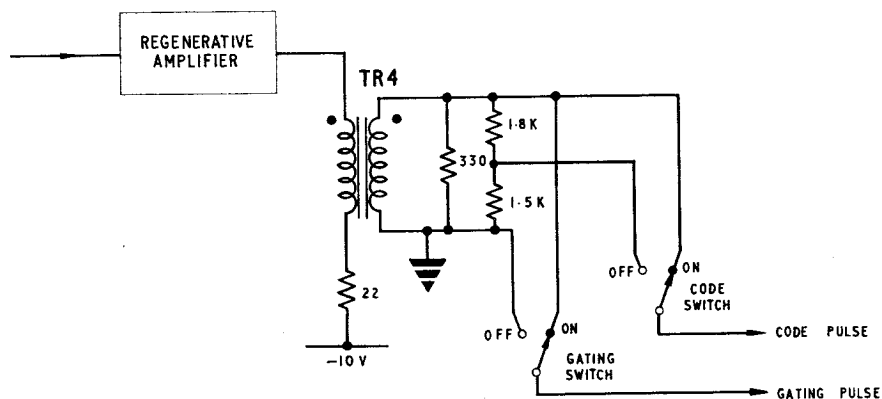 REGENERATIVE
AMPLIFIER
TR4
1·8K
330
1·5K
OFF
ON
CODE
SWITCH
22
OFF
ON
CODE PULSE
-10V
GATING
SWITCH
GATING PULSE